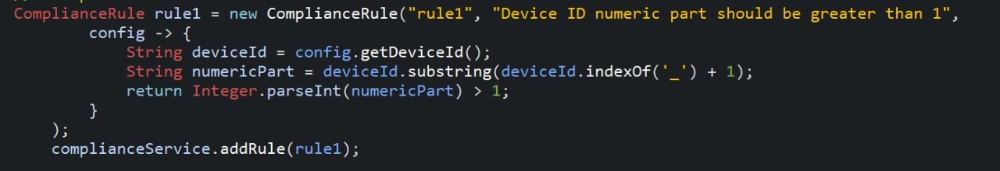 ComplianceRule rule1 = new ComplianceRule("rule1", "Device ID numeric part should be greater than 1",
        config -> {
            String deviceId = config.getDeviceId();
            String numericPart = deviceId.substring(deviceId.indexOf('_') + 1);
            return Integer.parseInt(numericPart) > 1;
        }
    );
    complianceService.addRule(rule1);